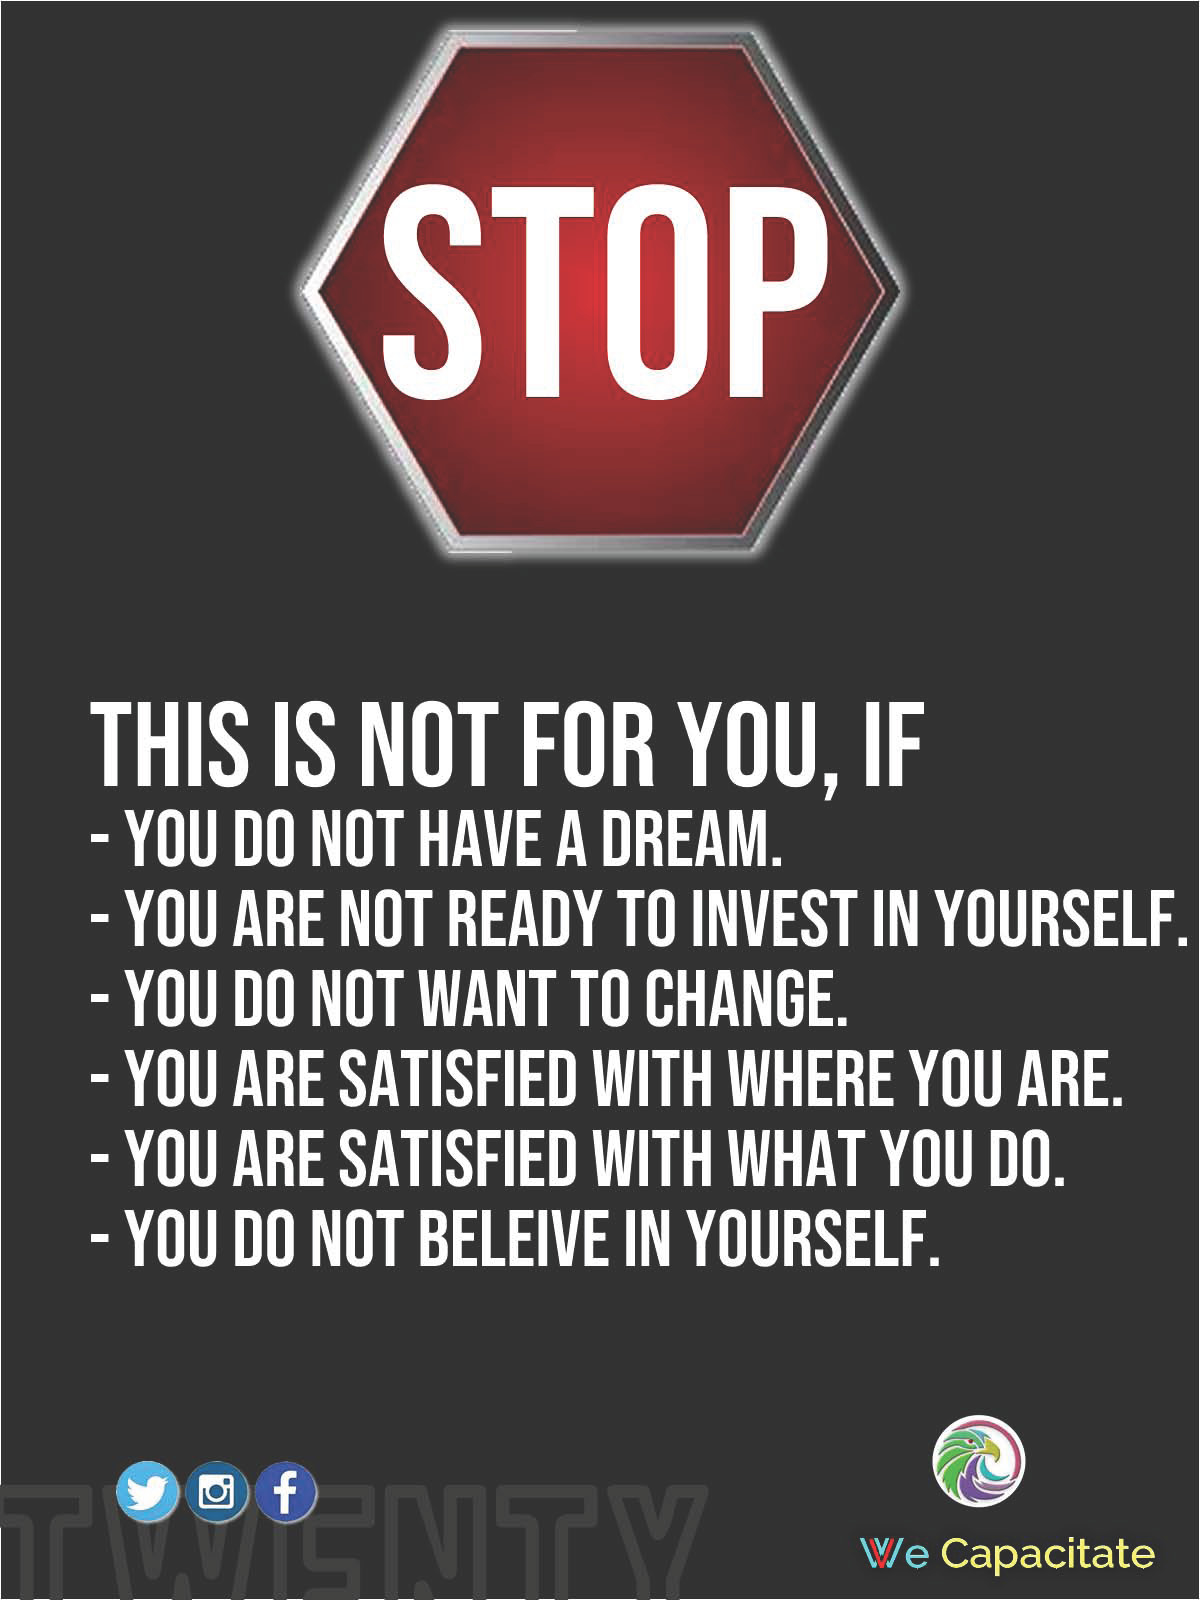 STOP
THIS IS NOT FOR YOU, IF
- YOU DO NOT HAVE A DREAM.
- YOU ARE NOT READY TO INVEST IN YOURSELF.
- YOU DO NOT WANT TO CHANGE.
- YOU ARE SATISFIED WITH WHERE YOU ARE.
- YOU ARE SATISFIED WITH WHAT YOU DO.
- YOU DO NOT BELEIVE IN YOURSELF.
TWENTY
We Capacitate